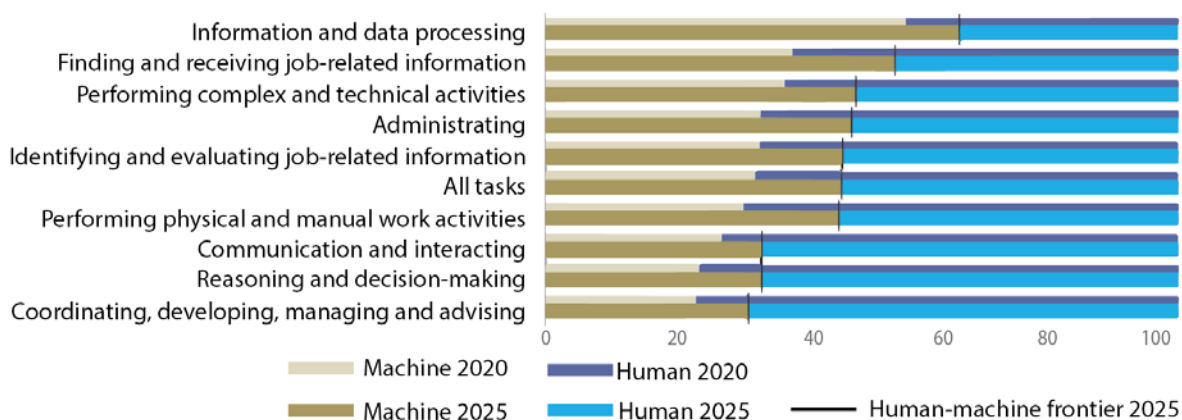 Information and data processing
Finding and receiving job-related information
Performing complex and technical activities
Administrating
Identifying and evaluating job-related information
All tasks
Performing physical and manual work activities
Communication and interacting
Reasoning and decision-making
Coordinating, developing, managing and advising
0 20 40 60 80 100
Machine 2020 Human 2020
Machine 2025 Human 2025 Human-machine frontier 2025